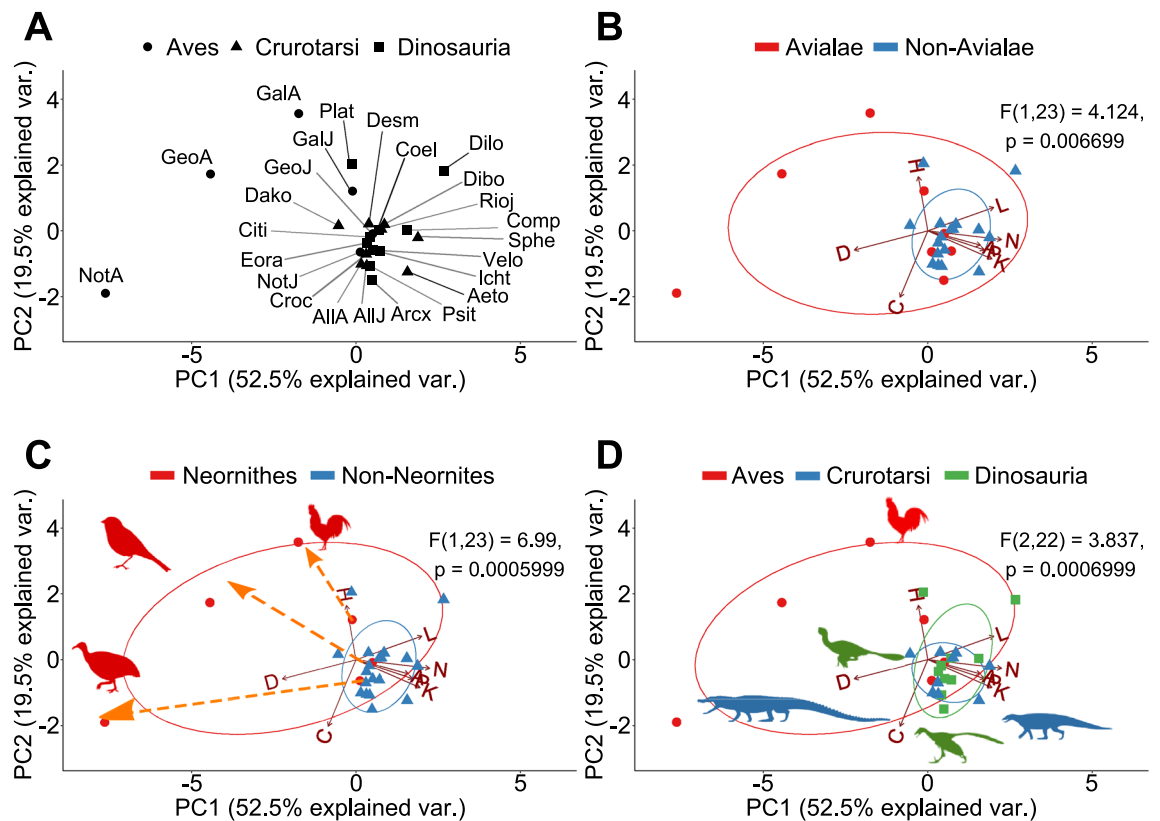 A
Aves Crurotarsi Dinosauria
PC2 (19.5% explained var.)
4
2
0
-2
GalA
Plat
Desm
GalJ
Coel
Dilo
GeoA
GeoJ
Dibo
Dako
Rioj
Citi
Comp
Sphe
Eora
Velo
NotA
NotJ
Icht
Croc
Aeto
AllA
AllJ
Arcx
Psit
-5 0 5
PC1 (52.5% explained var.)
B
Avialae Non-Avialae
PC2 (19.5% explained var.)
4
2
0
-2
F(1,23) = 4.124,
p = 0.006699
H
L
N
D
R
K
C
-5 0 5
PC1 (52.5% explained var.)
C
Neornithes Non-Neornites
PC2 (19.5% explained var.)
4
2
0
-2
F(1,23) = 6.99,
p = 0.0005999
H
L
N
D
R
K
C
-5 0 5
PC1 (52.5% explained var.)
D
Aves Crurotarsi Dinosauria
PC2 (19.5% explained var.)
4
2
0
-2
F(2,22) = 3.837,
p = 0.0006999
H
L
N
D
R
K
C
-5 0 5
PC1 (52.5% explained var.)